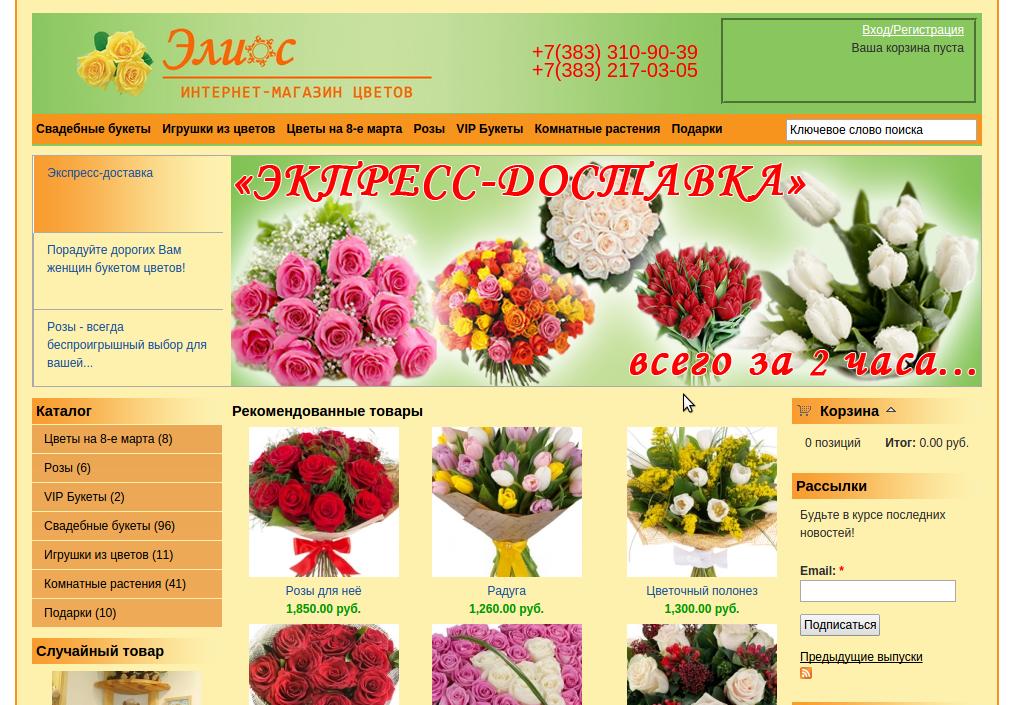 Элиос
ИНТЕРНЕТ-МАГАЗИН ЦВЕТОВ
+7(383) 310-90-39
+7(383) 217-03-05
Вход/Регистрация
Ваша корзина пуста
Свадебные букеты Игрушки из цветов Цветы на 8-е марта Розы VIP Букеты Комнатные растения Подарки
Ключевое слово поиска
Экспресс-доставка
Порадуйте дорогих Вам
женщин букетом цветов!
Розы - всегда
беспроигрышный выбор для
вашей...
«ЭКПРЕСС-ДОСТАВКА»
всего за 2 часа...
Каталог
Цветы на 8-е марта (8)
Розы (6)
VIP Букеты (2)
Свадебные букеты (96)
Игрушки из цветов (11)
Комнатные растения (41)
Подарки (10)
Случайный товар
Рекомендованные товары
Розы для неё
1,850.00 руб.
Радуга
1,260.00 руб.
Цветочный полонез
1,300.00 руб.
Корзина
0 позиций Итог: 0.00 руб.
Рассылки
Будьте в курсе последних
новостей!
Email: *
Подписаться
Предыдущие выпуски